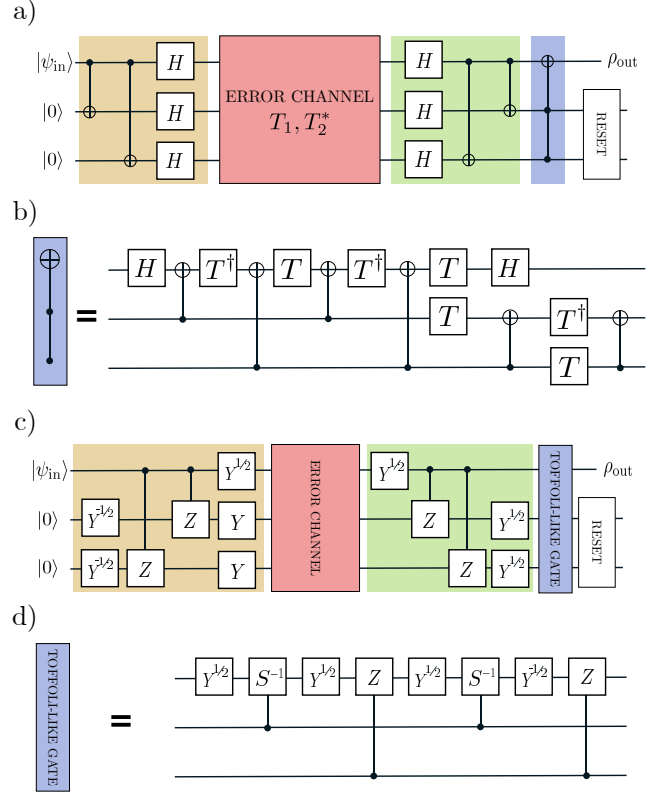 a)
|ψin⟩ H ERROR CHANNEL T1, T2* H ρout
|0⟩ H H RESET
|0⟩ H H
b)
= H T† T T† T H
T T†
T
c)
|ψin⟩ Y1/2 ERROR CHANNEL Y1/2 TOFFOLI-LIKE GATE ρout
|0⟩ Y-1/2 Z Y Z Y1/2 RESET
|0⟩ Y-1/2 Z Y Z Y1/2
d)
TOFFOLI-LIKE GATE = Y1/2 S-1 Y1/2 Z Y1/2 S-1 Y-1/2 Z